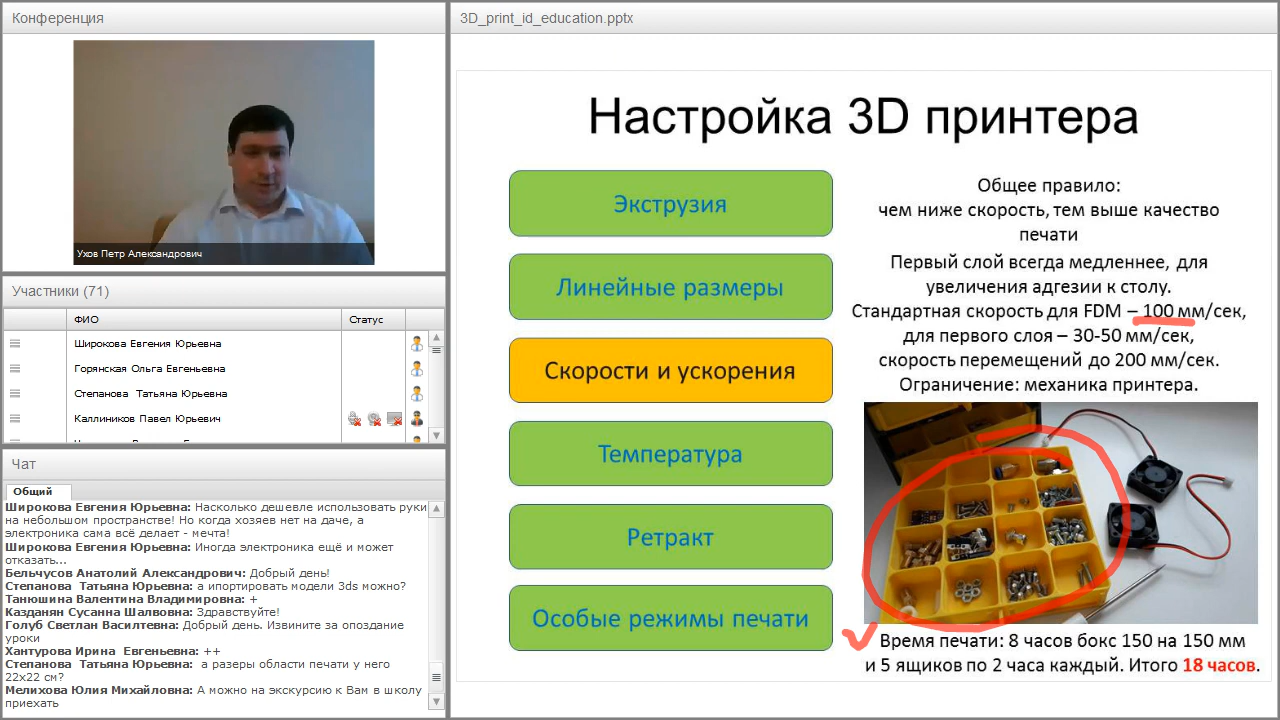 Конференция
Ухов Петр Александрович
Участники (71)
ФИО
Статус
Широкова Евгения Юрьевна
Горянская Ольга Евгеньевна
Степанова Татьяна Юрьевна
Каллиников Павел Юрьевич
Чат
Общий
Широкова Евгения Юрьевна: Насколько дешевле использвать руки
на небольшом пространстве! Но когда хозяев нет на даче, а
электроника сама всё делает - мечта!
Широкова Евгения Юрьевна: Иногда электроника ещё и может
отказать...
Бельчусов Анатолий Александрович: Добрый день!
Степанова Татьяна Юрьевна: а ипортировать модели 3ds можно?
Танюшина Валентина Владимировна: +
Казданян Сусанна Шалвовна: Здравствуйте!
Голуб Светлан Василтевна: Добрый день. Извините за опоздание
уроки
Хантурова Ирина Евгеньевна: ++
Степанова Татьяна Юрьевна: а разеры области печати у него
22х22 см?
Мелихова Юлия Михайловна: А можно на экскурсию к Вам в школу
приехать
3D_print_id_education.pptx
Настройка 3D принтера
Экструзия
Линейные размеры
Скорости и ускорения
Температура
Ретракт
Особые режимы печати
Общее правило:
чем ниже скорость, тем выше качество
печати
Первый слой всегда медленнее, для
увеличения адгезии к столу.
Стандартная скорость для FDM – 100 мм/сек,
для первого слоя – 30-50 мм/сек,
скорость перемещений до 200 мм/сек.
Ограничение: механика принтера.
Время печати: 8 часов бокс 150 на 150 мм
и 5 ящиков по 2 часа каждый. Итого 18 часов.